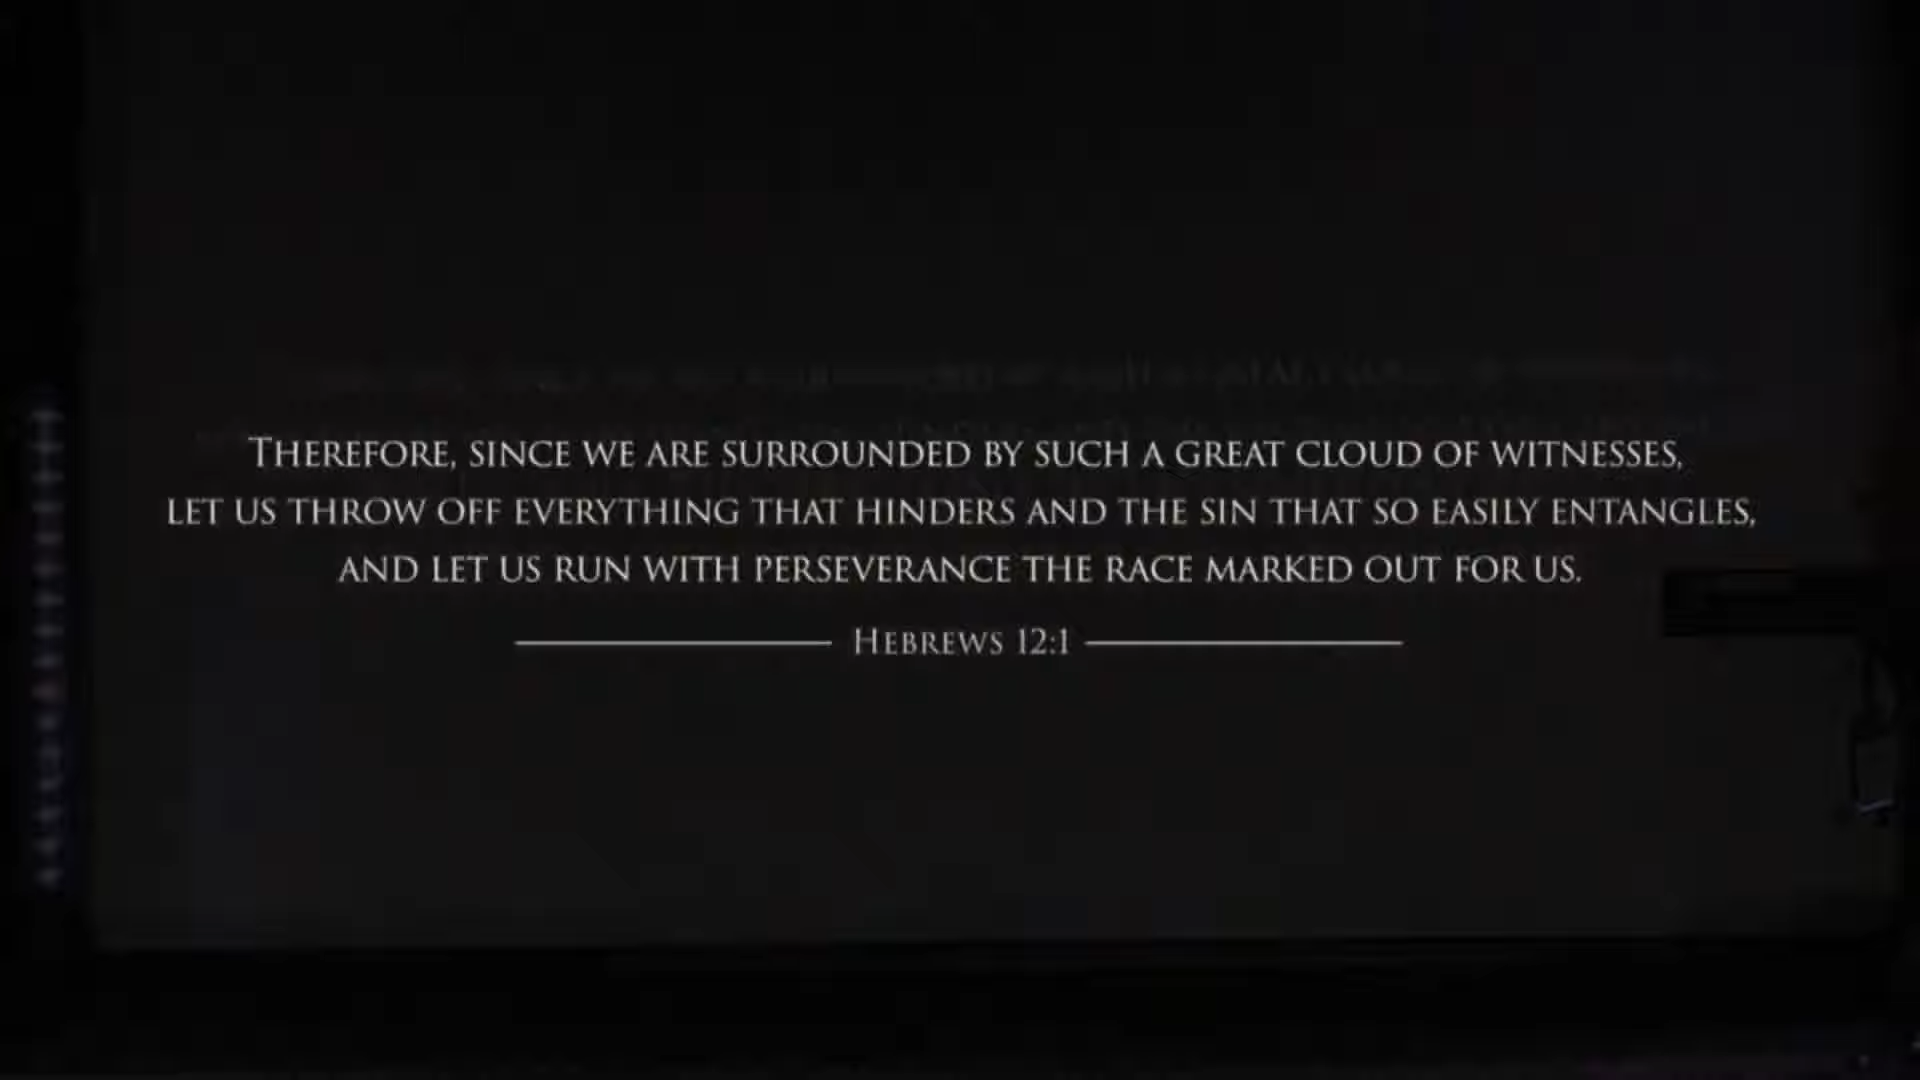 THEREFORE, SINCE WE ARE SURROUNDED BY SUCH A GREAT CLOUD OF WITNESSES,
LET US THROW OFF EVERYTHING THAT HINDERS AND THE SIN THAT SO EASILY ENTANGLES,
AND LET US RUN WITH PERSEVERANCE THE RACE MARKED OUT FOR US.
HEBREWS 12:1